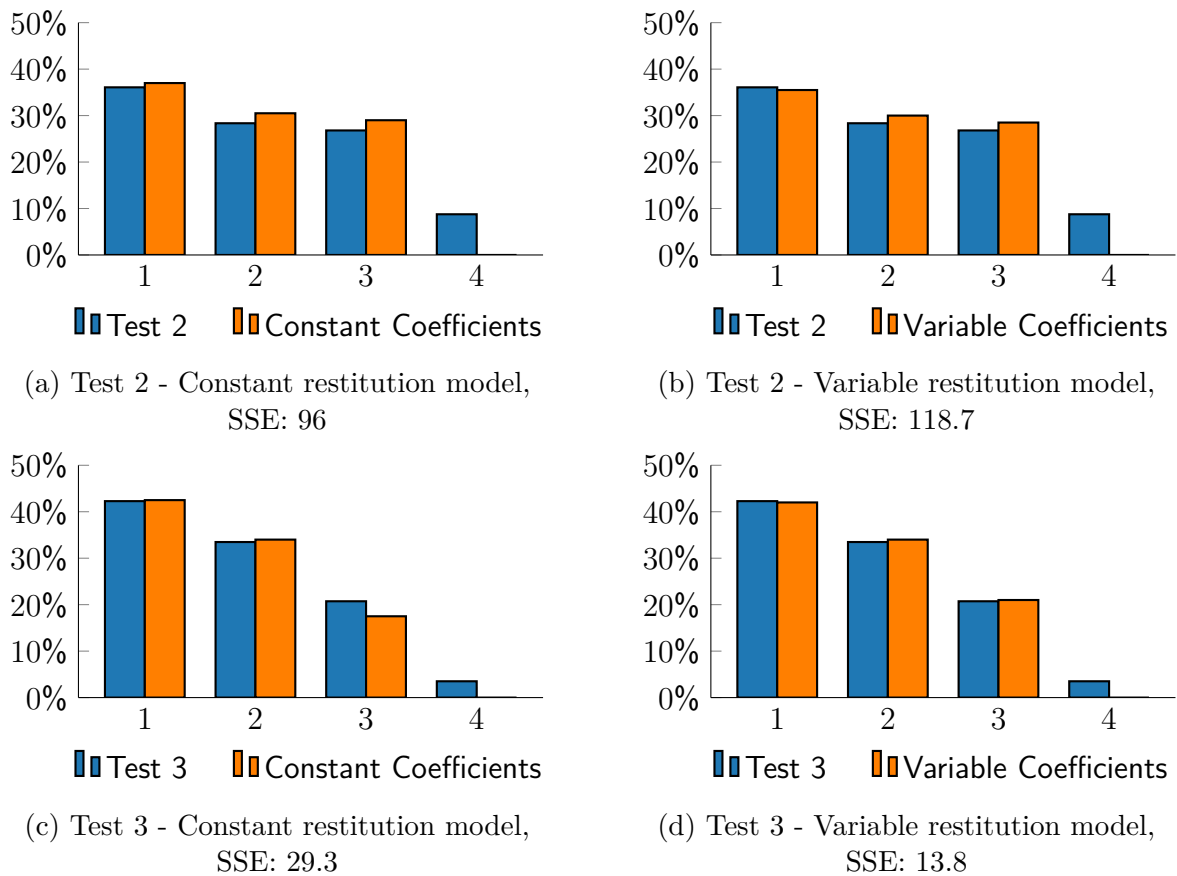 50%
40%
30%
20%
10%
0%
1 2 3 4
Test 2 Constant Coefficients
(a) Test 2 - Constant restitution model,
SSE: 96
50%
40%
30%
20%
10%
0%
1 2 3 4
Test 2 Variable Coefficients
(b) Test 2 - Variable restitution model,
SSE: 118.7
50%
40%
30%
20%
10%
0%
1 2 3 4
Test 3 Constant Coefficients
(c) Test 3 - Constant restitution model,
SSE: 29.3
50%
40%
30%
20%
10%
0%
1 2 3 4
Test 3 Variable Coefficients
(d) Test 3 - Variable restitution model,
SSE: 13.8